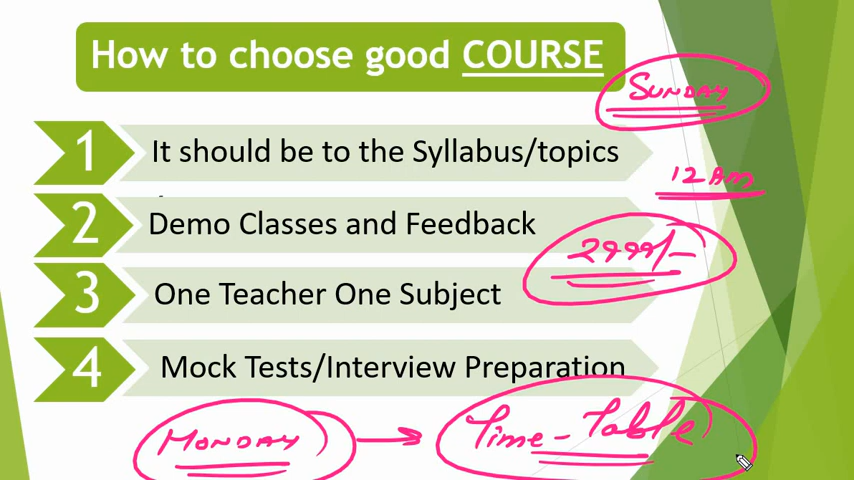 How to choose good COURSE
SUNDAY
1 It should be to the Syllabus/topics
12 Am
2 Demo Classes and Feedback
2999/-
3 One Teacher One Subject
4 Mock Tests/Interview Preparation
MONDAY → Time-Table